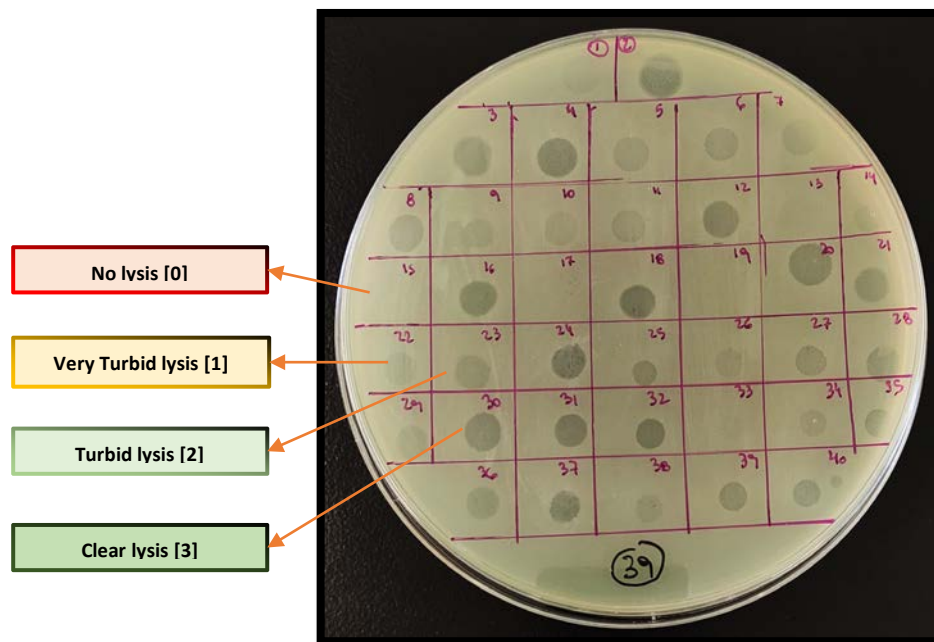 No lysis [0]
Very Turbid lysis [1]
Turbid lysis [2]
Clear lysis [3]
1 2
3 4 5 6 7
8 9 10 11 12 13 14
15 16 17 18 19 20 21
22 23 24 25 26 27 28
29 30 31 32 33 34 35
36 37 38 39 40
39